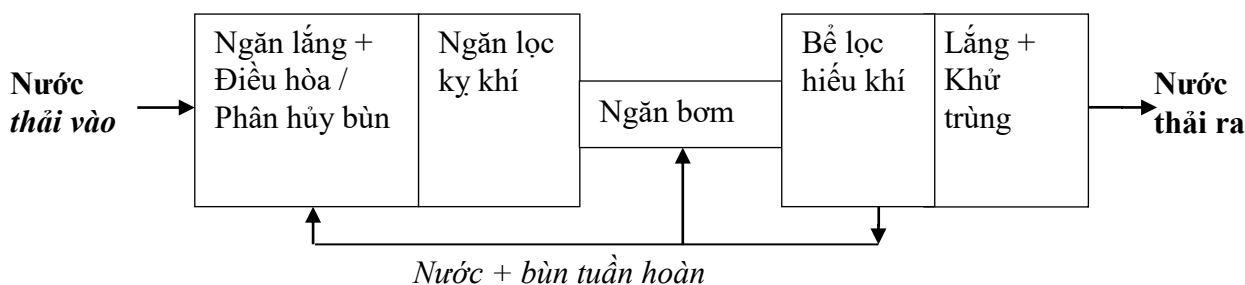 Nước
thải vào
Ngăn lắng +
Điều hòa /
Phân hủy bùn
Ngăn lọc
kỵ khí
Ngăn bơm
Bể lọc
hiếu khí
Lắng +
Khử
trùng
Nước
thải ra
Nước + bùn tuần hoàn